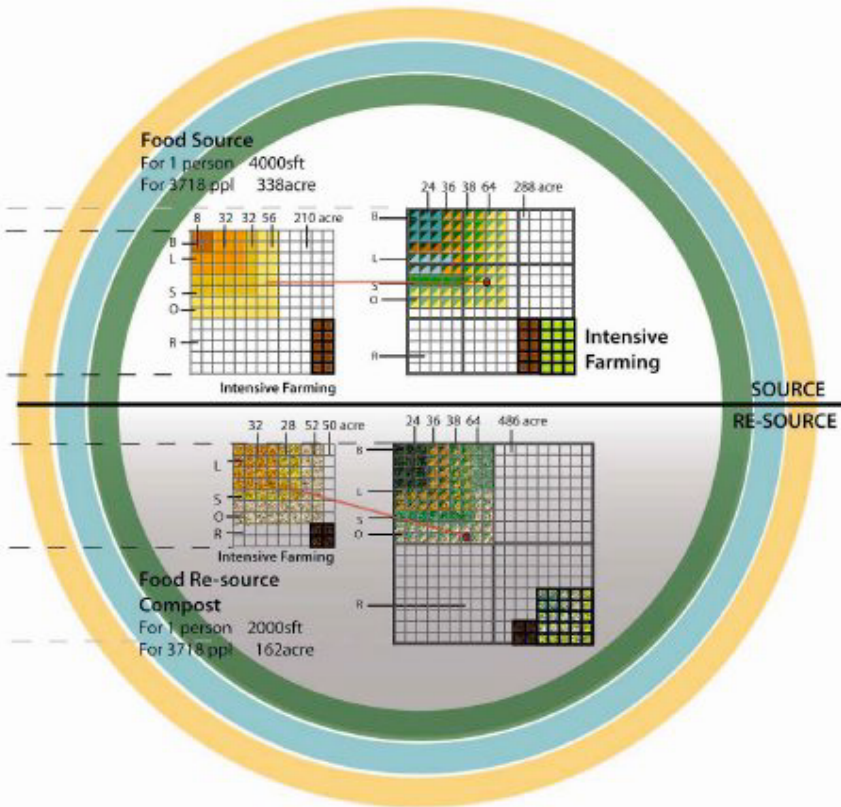 Food Source
For 1 person 4000sft
For 3718 ppl 338acre
24 36 38 64 288 acre
8 32 32 56 210 acre
B
L
S
O
R
B
L
S
O
R
Intensive Farming
Intensive
Farming
SOURCE
RE-SOURCE
32 28 52 50 acre
24 36 38 64 486 acre
L
S
O
R
B
L
S
O
R
Intensive Farming
Food Re-source
Compost
For 1 person 2000sft
For 3718 ppl 162acre